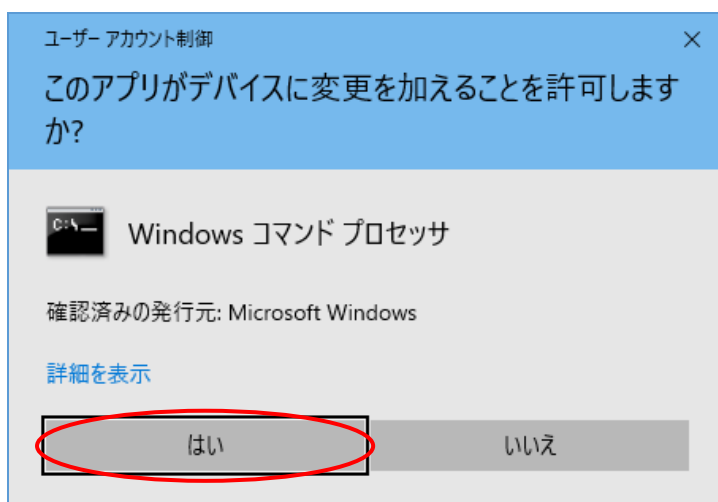 ユーザー アカウント制御
このアプリがデバイスに変更を加えることを許可します
か?
C:\_
Windows コマンド プロセッサ
確認済みの発行元: Microsoft Windows
詳細を表示
はい
いいえ